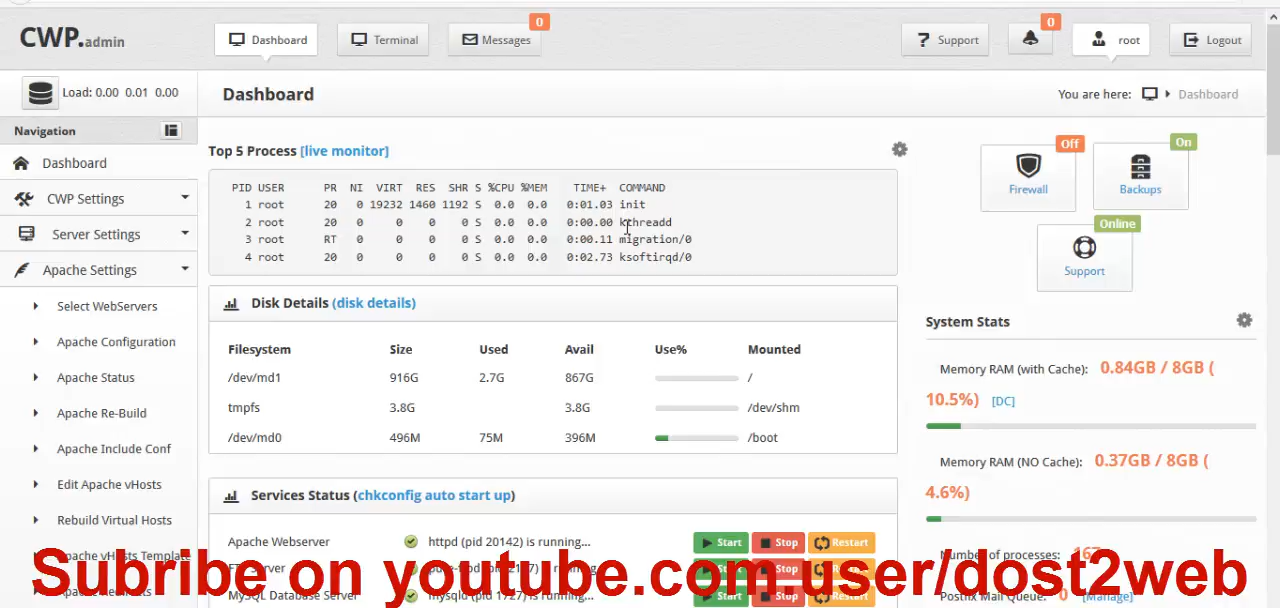 CWP.admin
Dashboard
Terminal
Messages
0
Support
0
root
Logout
Load: 0.00 0.01 0.00
Dashboard
You are here:
Dashboard
Navigation
Dashboard
CWP Settings
Server Settings
Apache Settings
Select WebServers
Apache Configuration
Apache Status
Apache Re-Build
Apache Include Conf
Edit Apache vHosts
Rebuild Virtual Hosts
Apache vHosts Template
Top 5 Process [live monitor]
PID USER PR NI VIRT RES SHR S %CPU %MEM TIME+ COMMAND
1 root 20 0 19232 1460 1192 S 0.0 0.0 0:01.03 init
2 root 20 0 0 0 0 S 0.0 0.0 0:00.00 kthreadd
3 root RT 0 0 0 0 S 0.0 0.0 0:00.11 migration/0
4 root 20 0 0 0 0 S 0.0 0.0 0:02.73 ksoftirqd/0
Disk Details (disk details)
Filesystem Size Used Avail Use% Mounted
/dev/md1 916G 2.7G 867G /
tmpfs 3.8G 3.8G /dev/shm
/dev/md0 496M 75M 396M /boot
Services Status (chkconfig auto start up)
Apache Webserver httpd (pid 20142) is running... Start Stop Restart
MySQL Database Server
Off
Firewall
On
Backups
Online
Support
System Stats
Memory RAM (with Cache): 0.84GB / 8GB (
10.5%) [DC]
Memory RAM (NO Cache): 0.37GB / 8GB (
4.6%)
Number of processes:
Postfix Mail Queue: 0 [Manage]
Subribe on youtube.com.user/dost2web